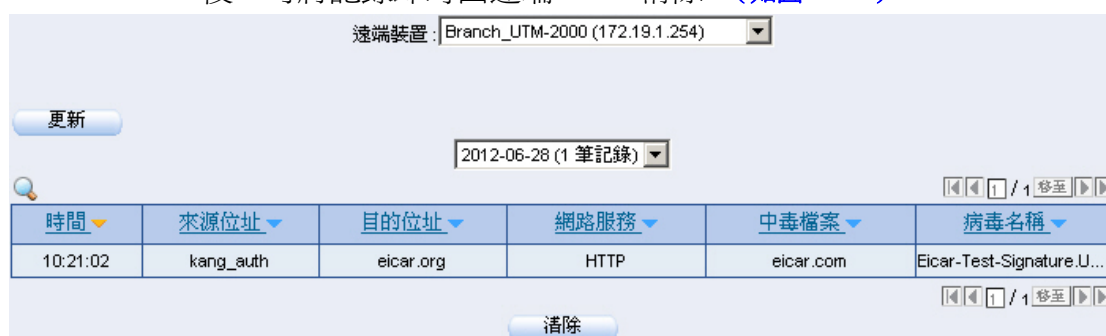 遠端裝置 : Branch_UTM-2000 (172.19.1.254)
更新
2012-06-28 (1 筆記錄)
1 / 1 移至
時間 來源位址 目的位址 網路服務 中毒檔案 病毒名稱
10:21:02 kang_auth eicar.org HTTP eicar.com Eicar-Test-Signature.U...
1 / 1 移至
清除